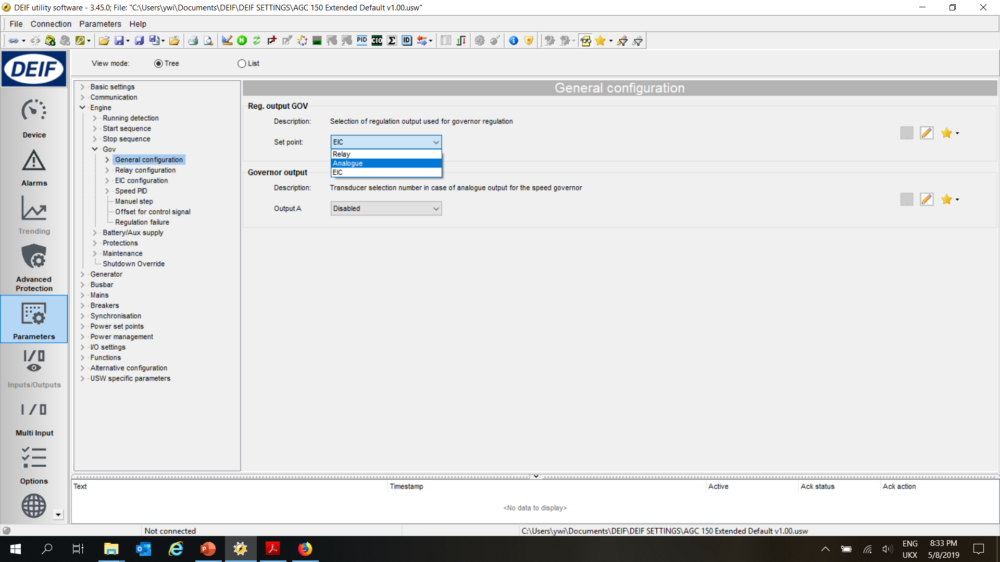 DEIF utility software - 3.45.0; File: "C:\Users\ywi\Documents\DEIF\DEIF SETTINGS\AGC 150 Extended Default v1.00.usw"
File Connection Parameters Help
PID CIO Σ ID
DEIF
View mode: Tree List
Device
Alarms
Trending
Advanced
Protection
Parameters
Inputs/Outputs
I / 0
Multi Input
Options
Basic settings
Communication
Engine
Running detection
Start sequence
Stop sequence
Gov
General configuration
Relay configuration
EIC configuration
Speed PID
Manuel step
Offset for control signal
Regulation failure
Battery/Aux supply
Protections
Maintenance
Shutdown Override
Generator
Busbar
Mains
Breakers
Synchronisation
Power set points
Power management
I/O settings
Functions
Alternative configuration
USW specific parameters
General configuration
Reg. output GOV
Description: Selection of regulation output used for governor regulation
Set point: EIC
Relay
Analogue
EIC
Governor output
Description: Transducer selection number in case of analogue output for the speed governor
Output A Disabled
Text Timestamp Active Ack status Ack action
<No data to display>
Not connected C:\Users\ywi\Documents\DEIF\DEIF SETTINGS\AGC 150 Extended Default v1.00.usw
ENG
UKX
8:33 PM
5/8/2019